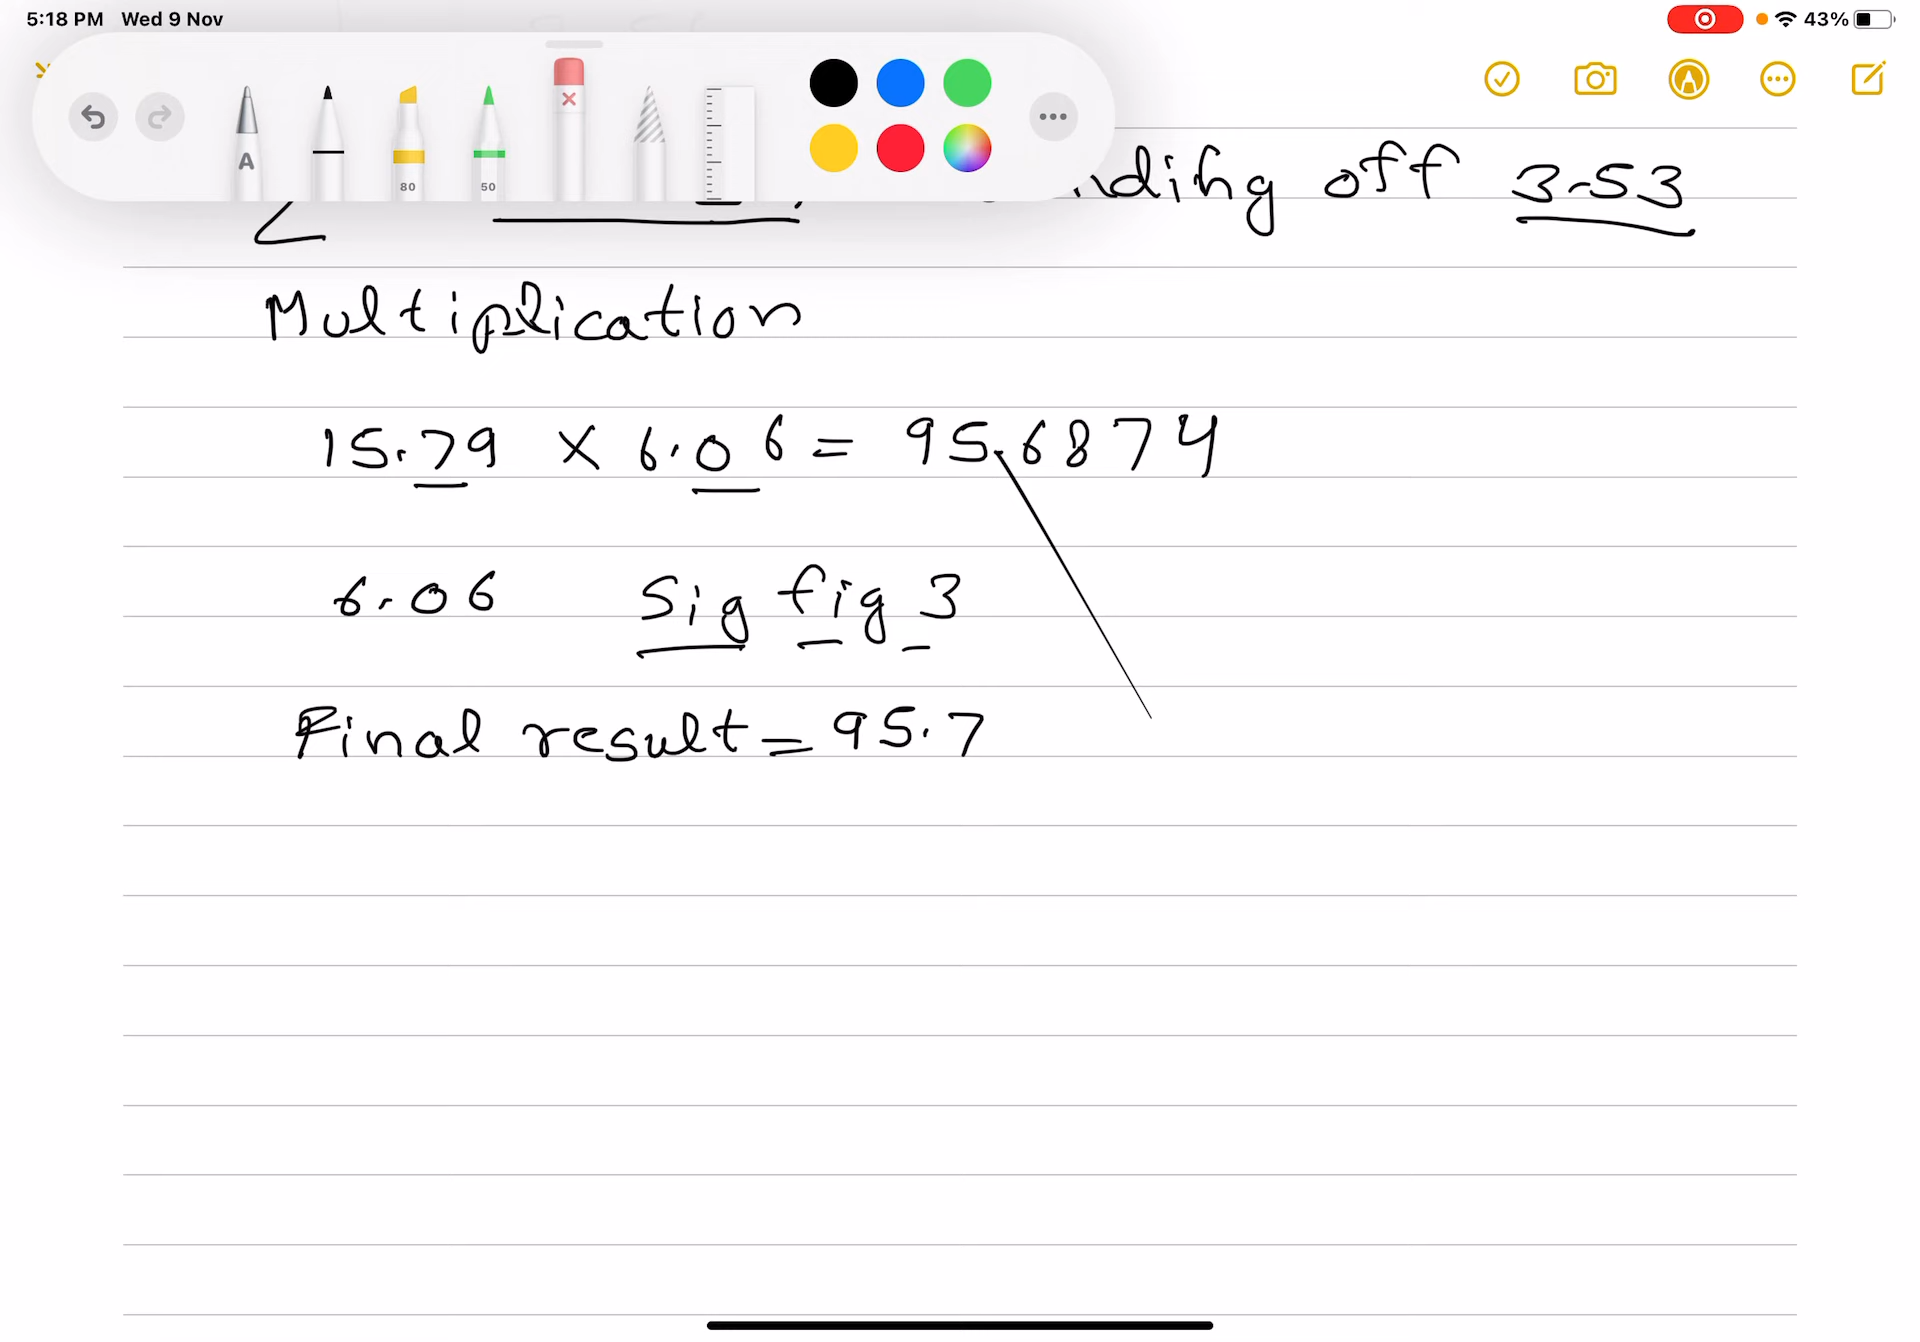 5:18 PM Wed 9 Nov 43%
A 80 50
nding off 3.53
Multiplication
15.79 × 6.06 = 95.6874
6.06 Sig fig 3
Final result = 95.7